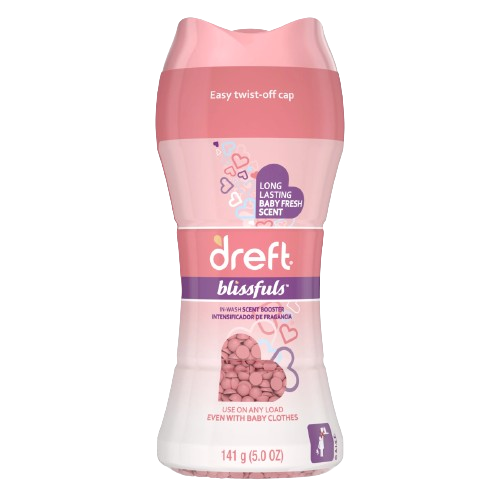 Easy twist-off cap
LONG
LASTING
BABY FRESH
SCENT
dreft
blissfuls™
IN-WASH SCENT BOOSTER
INTENSIFICADOR DE FRAGANCIA
USE ON ANY LOAD
EVEN WITH BABY CLOTHES
141 g (5.0 OZ)